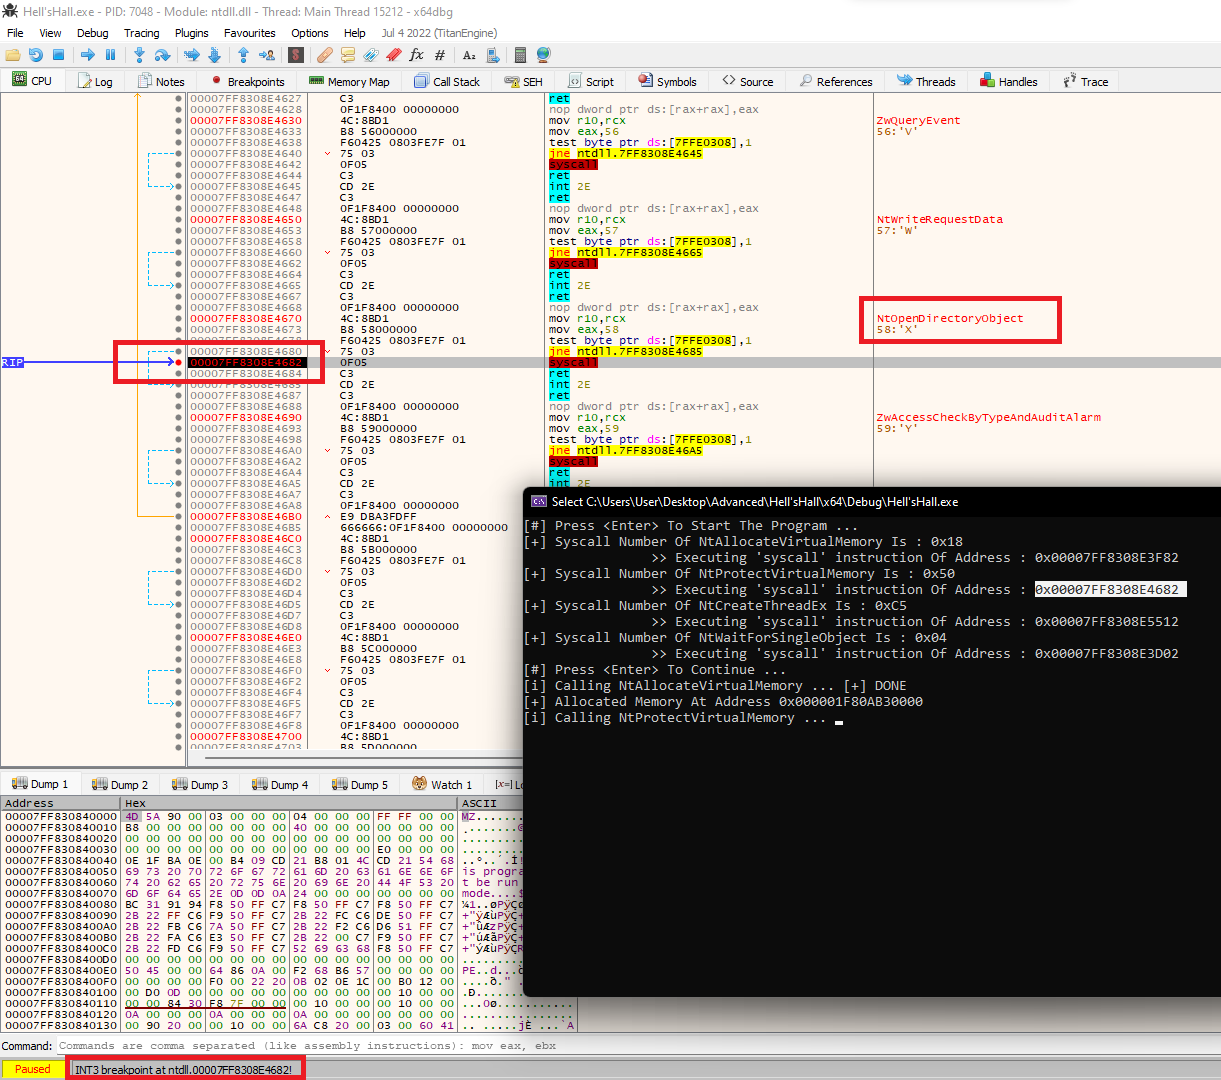 Hell'sHall.exe - PID: 7048 - Module: ntdll.dll - Thread: Main Thread 15212 - x64dbg
File View Debug Tracing Plugins Favourites Options Help Jul 4 2022 (TitanEngine)
CPU Log Notes Breakpoints Memory Map Call Stack SEH Script Symbols Source References Threads Handles Trace
00007FF8308E4627 C3 ret
00007FF8308E4628 0F1F8400 00000000 nop dword ptr ds:[rax+rax],eax
00007FF8308E4630 4C:8BD1 mov r10,rcx ZwQueryEvent
00007FF8308E4633 B8 56000000 mov eax,56 56:'V'
00007FF8308E4638 F60425 0803FE7F 01 test byte ptr ds:[7FFE0308],1
00007FF8308E4640 75 03 jne ntdll.7FF8308E4645
00007FF8308E4642 0F05 syscall
00007FF8308E4644 C3 ret
00007FF8308E4645 CD 2E int 2E
00007FF8308E4647 C3 ret
00007FF8308E4648 0F1F8400 00000000 nop dword ptr ds:[rax+rax],eax
00007FF8308E4650 4C:8BD1 mov r10,rcx NtWriteRequestData
00007FF8308E4653 B8 57000000 mov eax,57 57:'W'
00007FF8308E4658 F60425 0803FE7F 01 test byte ptr ds:[7FFE0308],1
00007FF8308E4660 75 03 jne ntdll.7FF8308E4665
00007FF8308E4662 0F05 syscall
00007FF8308E4664 C3 ret
00007FF8308E4665 CD 2E int 2E
00007FF8308E4667 C3 ret
00007FF8308E4668 0F1F8400 00000000 nop dword ptr ds:[rax+rax],eax
00007FF8308E4670 4C:8BD1 mov r10,rcx NtOpenDirectoryObject
00007FF8308E4673 B8 58000000 mov eax,58 58:'X'
00007FF8308E4678 F60425 0803FE7F 01 test byte ptr ds:[7FFE0308],1
00007FF8308E4680 75 03 jne ntdll.7FF8308E4685
RIP 00007FF8308E4682 0F05 syscall
00007FF8308E4684 C3 ret
00007FF8308E4685 CD 2E int 2E
00007FF8308E4687 C3 ret
00007FF8308E4688 0F1F8400 00000000 nop dword ptr ds:[rax+rax],eax
00007FF8308E4690 4C:8BD1 mov r10,rcx ZwAccessCheckByTypeAndAuditAlarm
00007FF8308E4693 B8 59000000 mov eax,59 59:'Y'
00007FF8308E4698 F60425 0803FE7F 01 test byte ptr ds:[7FFE0308],1
00007FF8308E46A0 75 03 jne ntdll.7FF8308E46A5
00007FF8308E46A2 0F05 syscall
00007FF8308E46A4 C3 ret
00007FF8308E46A5 CD 2E int 2E
00007FF8308E46A7 C3
00007FF8308E46A8 0F1F8400 00000000
00007FF8308E46B0 E9 DBA3FDFF
00007FF8308E46B5 666666:0F1F8400 00000000
00007FF8308E46C0 4C:8BD1
00007FF8308E46C3 B8 5B000000
00007FF8308E46C8 F60425 0803FE7F 01
00007FF8308E46D0 75 03
00007FF8308E46D2 0F05
00007FF8308E46D4 C3
00007FF8308E46D5 CD 2E
00007FF8308E46D7 C3
00007FF8308E46D8 0F1F8400 00000000
00007FF8308E46E0 4C:8BD1
00007FF8308E46E3 B8 5C000000
00007FF8308E46E8 F60425 0803FE7F 01
00007FF8308E46F0 75 03
00007FF8308E46F2 0F05
00007FF8308E46F4 C3
00007FF8308E46F5 CD 2E
00007FF8308E46F7 C3
00007FF8308E46F8 0F1F8400 00000000
00007FF8308E4700 4C:8BD1
00007FF8308E4703 B8 5D000000
Select C:\Users\User\Desktop\Advanced\Hell'sHall\x64\Debug\Hell'sHall.exe
[#] Press <Enter> To Start The Program ...
[+] Syscall Number Of NtAllocateVirtualMemory Is : 0x18
>> Executing 'syscall' instruction Of Address : 0x00007FF8308E3F82
[+] Syscall Number Of NtProtectVirtualMemory Is : 0x50
>> Executing 'syscall' instruction Of Address : 0x00007FF8308E4682
[+] Syscall Number Of NtCreateThreadEx Is : 0xC5
>> Executing 'syscall' instruction Of Address : 0x00007FF8308E5512
[+] Syscall Number Of NtWaitForSingleObject Is : 0x04
>> Executing 'syscall' instruction Of Address : 0x00007FF8308E3D02
[#] Press <Enter> To Continue ...
[i] Calling NtAllocateVirtualMemory ... [+] DONE
[+] Allocated Memory At Address 0x000001F80AB30000
[i] Calling NtProtectVirtualMemory ...
Dump 1 Dump 2 Dump 3 Dump 4 Dump 5 Watch 1
Address Hex ASCII
00007FF830840000 4D 5A 90 00 03 00 00 00 04 00 00 00 FF FF 00 00 MZ
00007FF830840010 B8 00 00 00 00 00 00 00 40 00 00 00 00 00 00 00
00007FF830840020 00 00 00 00 00 00 00 00 00 00 00 00 00 00 00 00
00007FF830840030 00 00 00 00 00 00 00 00 00 00 00 00 E0 00 00 00
00007FF830840040 0E 1F BA 0E 00 B4 09 CD 21 B8 01 4C CD 21 54 68
00007FF830840050 69 73 20 70 72 6F 67 72 61 6D 20 63 61 6E 6E 6F is progra
00007FF830840060 74 20 62 65 20 72 75 6E 20 69 6E 20 44 4F 53 20 t be run
00007FF830840070 6D 6F 64 65 2E 0D 0D 0A 24 00 00 00 00 00 00 00 mode....$
00007FF830840080 BC 31 91 94 F8 50 FF C7 F8 50 FF C7 F8 50 FF C7
00007FF830840090 2B 22 FF C6 F9 50 FF C7 2B 22 FC C6 DE 50 FF C7
00007FF8308400A0 2B 22 FB C6 7A 50 FF C7 2B 22 F2 C6 D6 51 FF C7
00007FF8308400B0 2B 22 FA C6 E3 50 FF C7 2B 22 00 C7 F9 50 FF C7
00007FF8308400C0 2B 22 FD C6 F9 50 FF C7 52 69 63 68 F8 50 FF C7
00007FF8308400D0 00 00 00 00 00 00 00 00 00 00 00 00 00 00 00 00
00007FF8308400E0 50 45 00 00 64 86 0A 00 F2 68 B6 57 00 00 00 00
00007FF8308400F0 00 00 00 00 F0 00 22 20 0B 02 0E 1C 00 B0 12 00
00007FF830840100 00 D0 0D 00 00 00 00 00 00 00 00 00 00 10 00 00
00007FF830840110 00 00 84 30 F8 7F 00 00 00 10 00 00 00 10 00 00
00007FF830840120 0A 00 00 00 0A 00 00 00 0A 00 00 00 00 00 00 00
00007FF830840130 00 90 20 00 00 10 00 00 6A C8 20 00 03 00 60 41
Command: Commands are comma separated (like assembly instructions): mov eax, ebx
Paused INT3 breakpoint at ntdll.00007FF8308E4682!